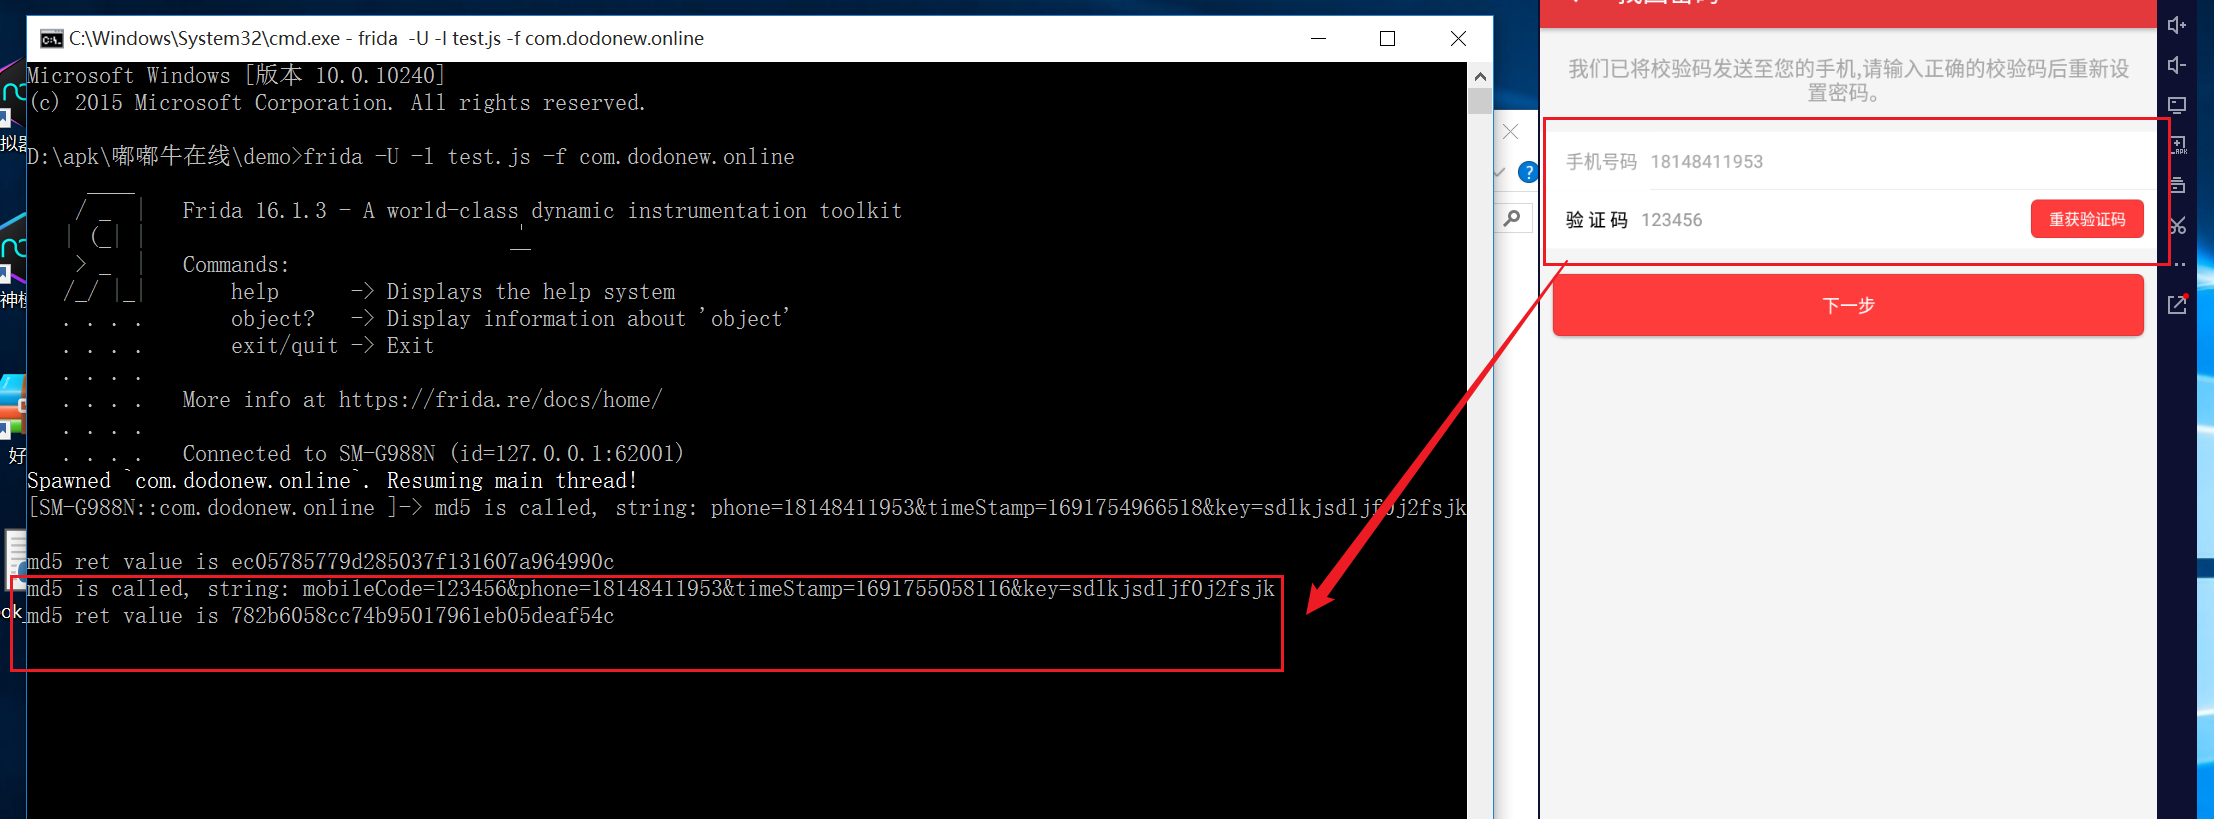 C:\Windows\System32\cmd.exe - frida  -U -l test.js -f com.dodonew.online
Microsoft Windows [版本 10.0.10240]
(c) 2015 Microsoft Corporation. All rights reserved.
D:\apk\嘟嘟牛在线\demo>frida -U -l test.js -f com.dodonew.online
Frida 16.1.3 - A world-class dynamic instrumentation toolkit
Commands:
help      -> Displays the help system
object?   -> Display information about 'object'
exit/quit -> Exit
More info at https://frida.re/docs/home/
Connected to SM-G988N (id=127.0.0.1:62001)
Spawned `com.dodonew.online`. Resuming main thread!
[SM-G988N::com.dodonew.online ]-> md5 is called, string: phone=18148411953&timeStamp=1691754966518&key=sdlkjsdljf0j2fsjk
md5 ret value is ec05785779d285037f131607a964990c
md5 is called, string: mobileCode=123456&phone=18148411953&timeStamp=1691755058116&key=sdlkjsdljf0j2fsjk
md5 ret value is 782b6058cc74b95017961eb05deaf54c
我们已将校验码发送至您的手机,请输入正确的校验码后重新设
置密码。
手机号码 18148411953
验 证 码 123456
重获验证码
下一步